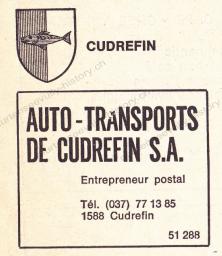 CUDREFIN
AUTO-TRANSPORTS
DE CUDREFIN S.A.
Entrepreneur postal
Tél. (037) 77 13 85
1588 Cudrefin
51 288